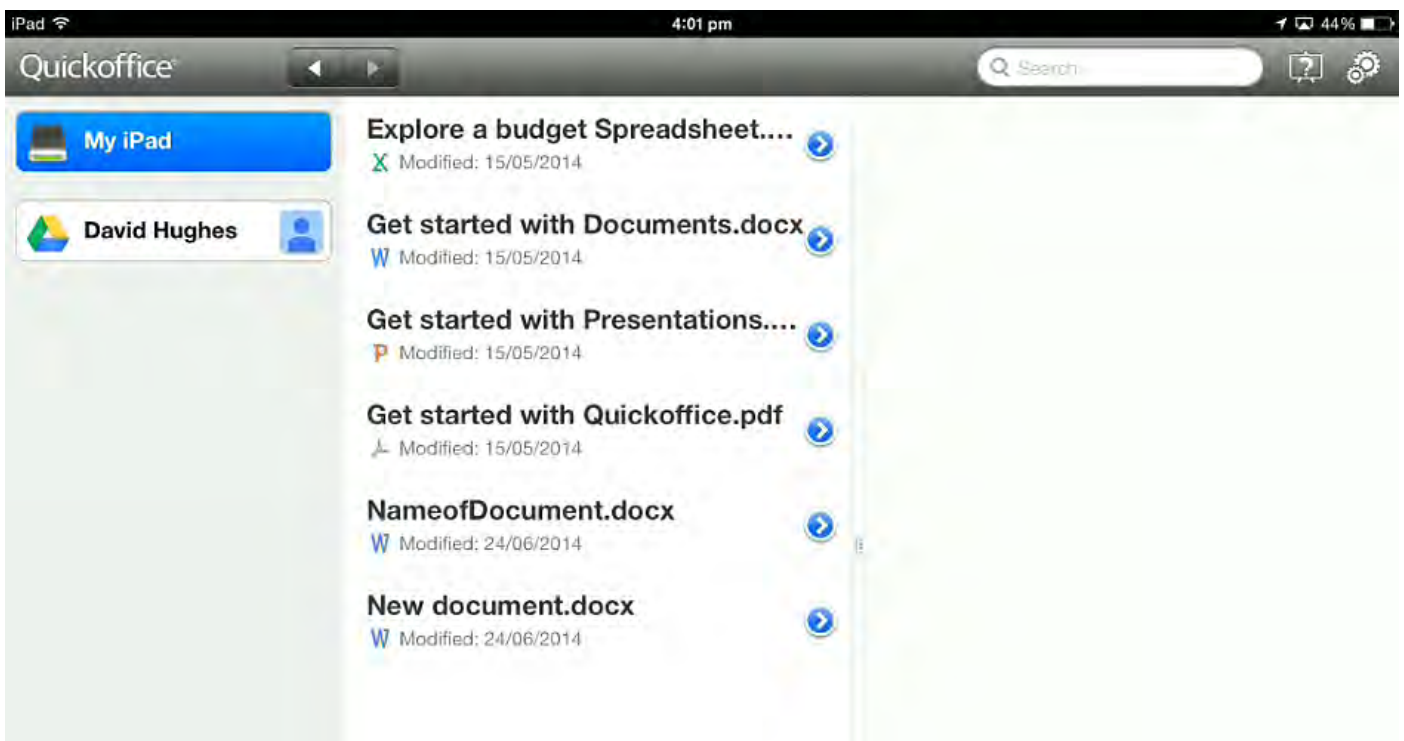 iPad 4:01 pm 44%
Quickoffice Search
My iPad
David Hughes
Explore a budget Spreadsheet....
X Modified: 15/05/2014
Get started with Documents.docx
W Modified: 15/05/2014
Get started with Presentations....
P Modified: 15/05/2014
Get started with Quickoffice.pdf
Modified: 15/05/2014
NameofDocument.docx
W Modified: 24/06/2014
New document.docx
W Modified: 24/06/2014